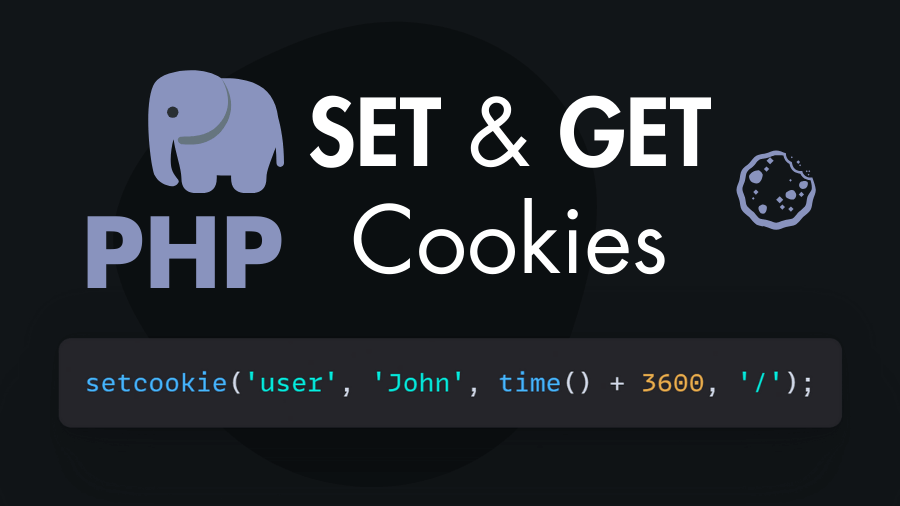 SET & GET
Cookies
PHP
setcookie('user', 'John', time() + 3600, '/');